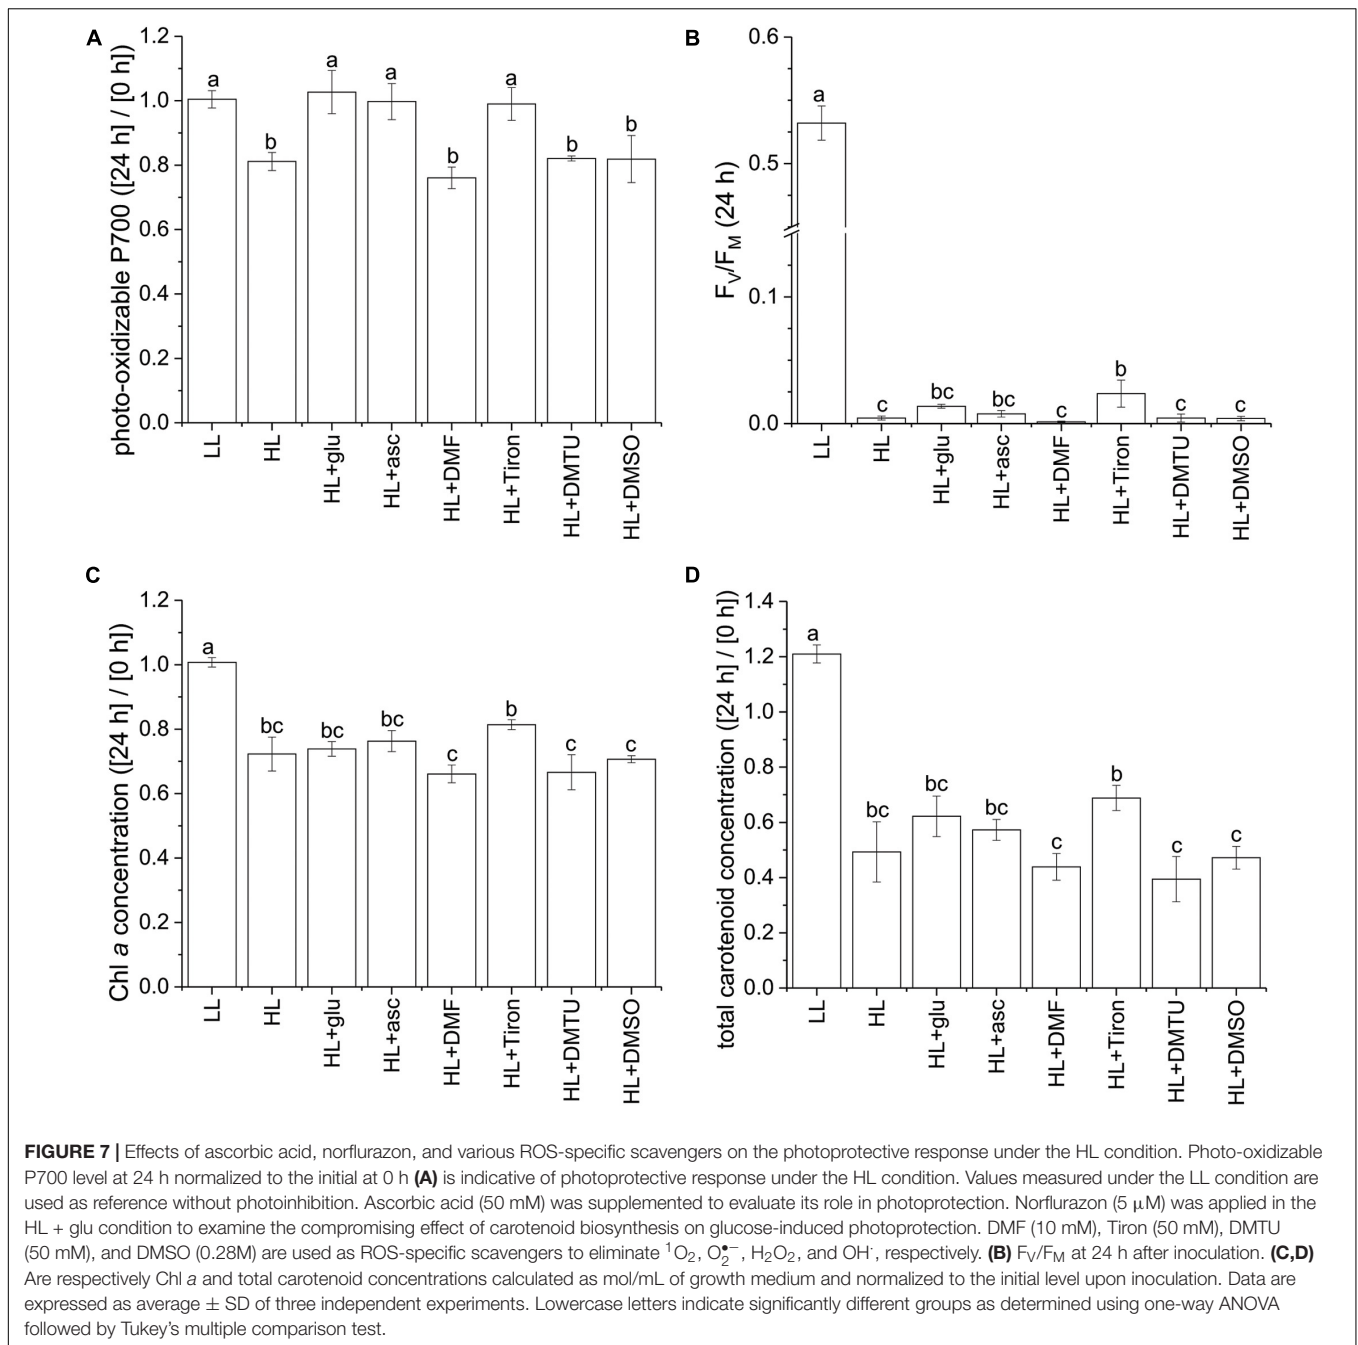 A
photo-oxidizable P700 ([24 h] / [0 h])
1.2
1.0
0.8
0.6
0.4
0.2
0.0
a
b
a
a
b
a
b
b
LL
HL
HL+glu
HL+asc
HL+DMF
HL+Tiron
HL+DMTU
HL+DMSO
B
F_V/F_M (24 h)
0.6
0.5
0.1
0.0
a
c
bc
bc
c
b
c
c
LL
HL
HL+glu
HL+asc
HL+DMF
HL+Tiron
HL+DMTU
HL+DMSO
C
Chl a concentration ([24 h] / [0 h])
1.2
1.0
0.8
0.6
0.4
0.2
0.0
a
bc
bc
bc
c
b
c
c
LL
HL
HL+glu
HL+asc
HL+DMF
HL+Tiron
HL+DMTU
HL+DMSO
D
total carotenoid concentration ([24 h] / [0 h])
1.4
1.2
1.0
0.8
0.6
0.4
0.2
0.0
a
bc
bc
bc
c
b
c
c
LL
HL
HL+glu
HL+asc
HL+DMF
HL+Tiron
HL+DMTU
HL+DMSO
FIGURE 7 | Effects of ascorbic acid, norflurazon, and various ROS-specific scavengers on the photoprotective response under the HL condition. Photo-oxidizable
P700 level at 24 h normalized to the initial at 0 h (A) is indicative of photoprotective response under the HL condition. Values measured under the LL condition are
used as reference without photoinhibition. Ascorbic acid (50 mM) was supplemented to evaluate its role in photoprotection. Norflurazon (5 μM) was applied in the
HL + glu condition to examine the compromising effect of carotenoid biosynthesis on glucose-induced photoprotection. DMF (10 mM), Tiron (50 mM), DMTU
(50 mM), and DMSO (0.28M) are used as ROS-specific scavengers to eliminate ¹O₂, O₂•⁻, H₂O₂, and OH·, respectively. (B) F_V/F_M at 24 h after inoculation. (C,D)
Are respectively Chl a and total carotenoid concentrations calculated as mol/mL of growth medium and normalized to the initial level upon inoculation. Data are
expressed as average ± SD of three independent experiments. Lowercase letters indicate significantly different groups as determined using one-way ANOVA
followed by Tukey's multiple comparison test.